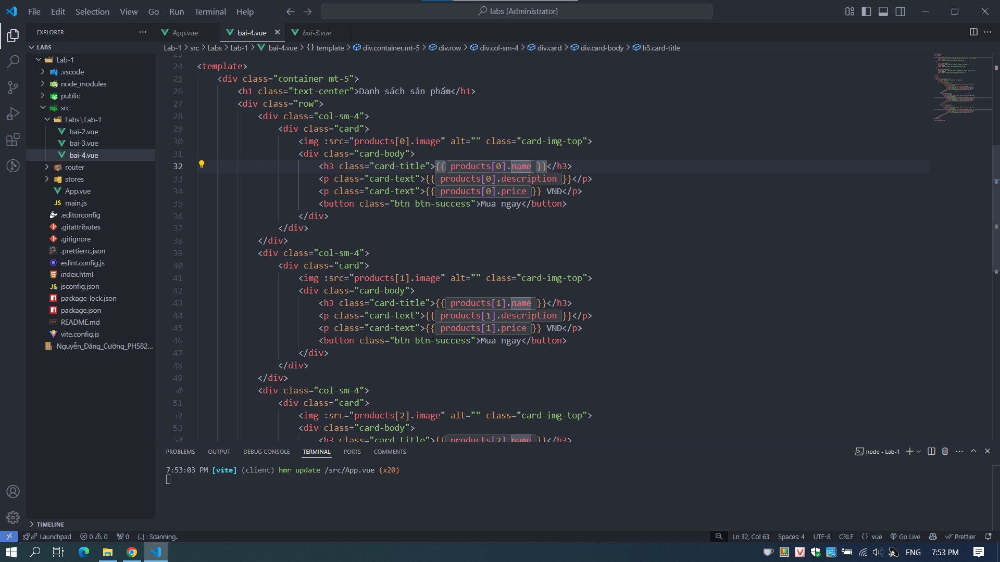 File Edit Selection View Go Run Terminal Help
labs [Administrator]
EXPLORER
LABS
Lab-1
.vscode
node_modules
public
src
Labs\Lab-1
bai-2.vue
bai-3.vue
bai-4.vue
router
stores
App.vue
JS main.js
.editorconfig
.gitattributes
.gitignore
.prettierrc.json
eslint.config.js
index.html
JS jsconfig.json
package-lock.json
package.json
README.md
vite.config.js
Nguyễn_Đăng_Cường_PH582...
TIMELINE
App.vue bai-4.vue bai-3.vue
Lab-1 > src > Labs > Lab-1 > bai-4.vue > {} template > div.container.mt-5 > div.row > div.col-sm-4 > div.card > div.card-body > h3.card-title
24 <template>
25 <div class="container mt-5">
26 <h1 class="text-center">Danh sách sản phẩm</h1>
27 <div class="row">
28 <div class="col-sm-4">
29 <div class="card">
30 <img :src="products[0].image" alt="" class="card-img-top">
31 <div class="card-body">
32 <h3 class="card-title">{{ products[0].name }}</h3>
33 <p class="card-text">{{ products[0].description }}</p>
34 <p class="card-text">{{ products[0].price }} VNĐ</p>
35 <button class="btn btn-success">Mua ngay</button>
36 </div>
37 </div>
38 </div>
39 <div class="col-sm-4">
40 <div class="card">
41 <img :src="products[1].image" alt="" class="card-img-top">
42 <div class="card-body">
43 <h3 class="card-title">{{ products[1].name }}</h3>
44 <p class="card-text">{{ products[1].description }}</p>
45 <p class="card-text">{{ products[1].price }} VNĐ</p>
46 <button class="btn btn-success">Mua ngay</button>
47 </div>
48 </div>
49 </div>
50 <div class="col-sm-4">
51 <div class="card">
52 <img :src="products[2].image" alt="" class="card-img-top">
53 <div class="card-body">
54 <h3 class="card-title">{{ products[2].name }}</h3>
PROBLEMS OUTPUT DEBUG CONSOLE TERMINAL PORTS COMMENTS
node - Lab-1
7:53:03 PM [vite] (client) hmr update /src/App.vue (x20)
Launchpad 0 0 0 {..} : Scanning..
Ln 32, Col 63 Spaces: 4 UTF-8 CRLF {} vue Go Live Prettier
ENG 7:53 PM